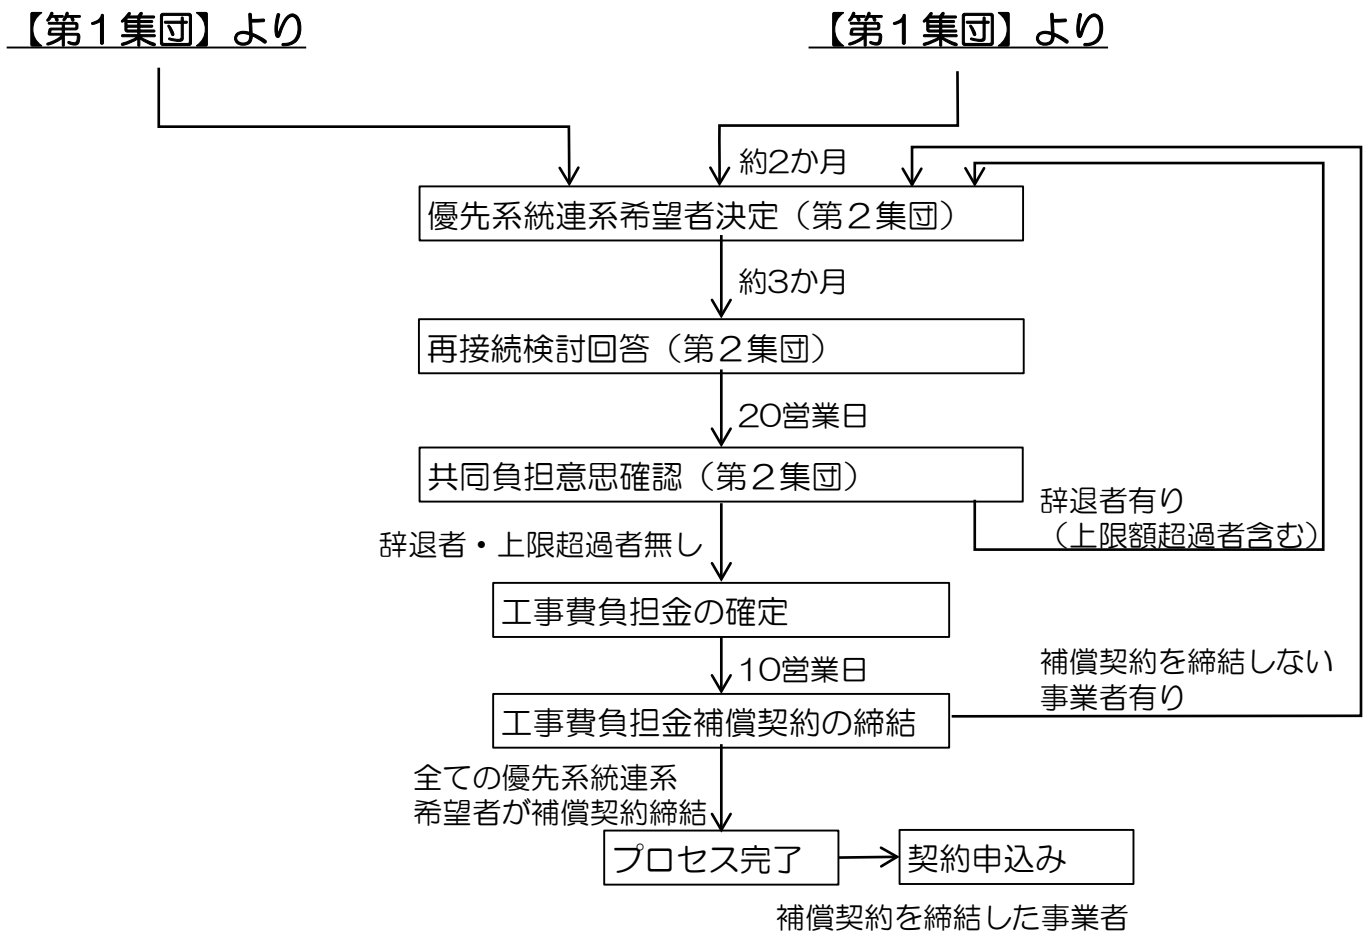 【第１集団】より
【第１集団】より
約2か月
優先系統連系希望者決定（第２集団）
約3か月
再接続検討回答（第２集団）
20営業日
共同負担意思確認（第２集団）
辞退者有り
（上限額超過者含む）
辞退者・上限超過者無し
工事費負担金の確定
10営業日
補償契約を締結しない
事業者有り
工事費負担金補償契約の締結
全ての優先系統連系
希望者が補償契約締結
プロセス完了
契約申込み
補償契約を締結した事業者